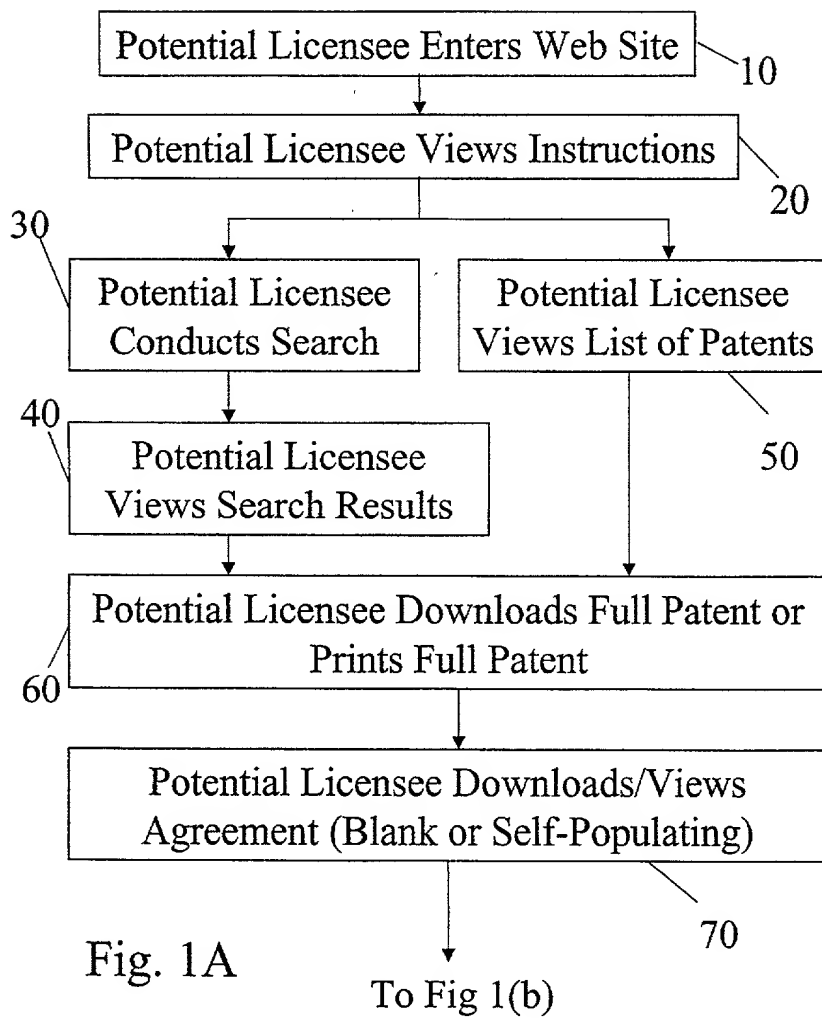 Potential Licensee Enters Web Site
10
Potential Licensee Views Instructions
20
30
Potential Licensee
Conducts Search
Potential Licensee
Views List of Patents
50
40
Potential Licensee
Views Search Results
Potential Licensee Downloads Full Patent or
Prints Full Patent
60
Potential Licensee Downloads/Views
Agreement (Blank or Self-Populating)
70
Fig. 1A
To Fig 1(b)